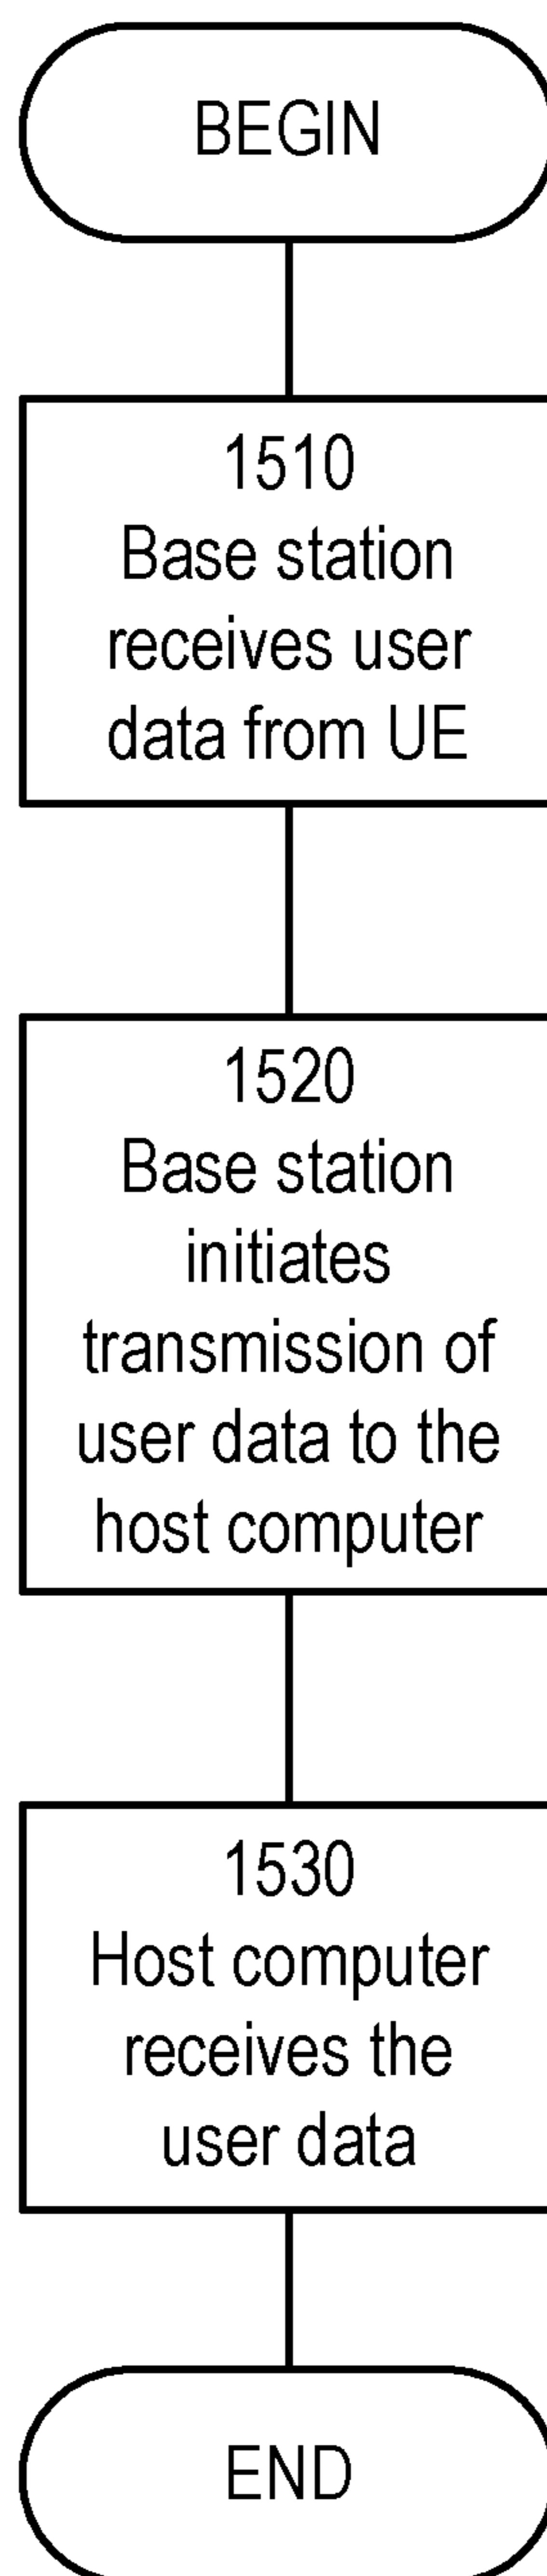 BEGIN
1510
Base station
receives user
data from UE
1520
Base station
initiates
transmission of
user data to the
host computer
1530
Host computer
receives the
user data
END